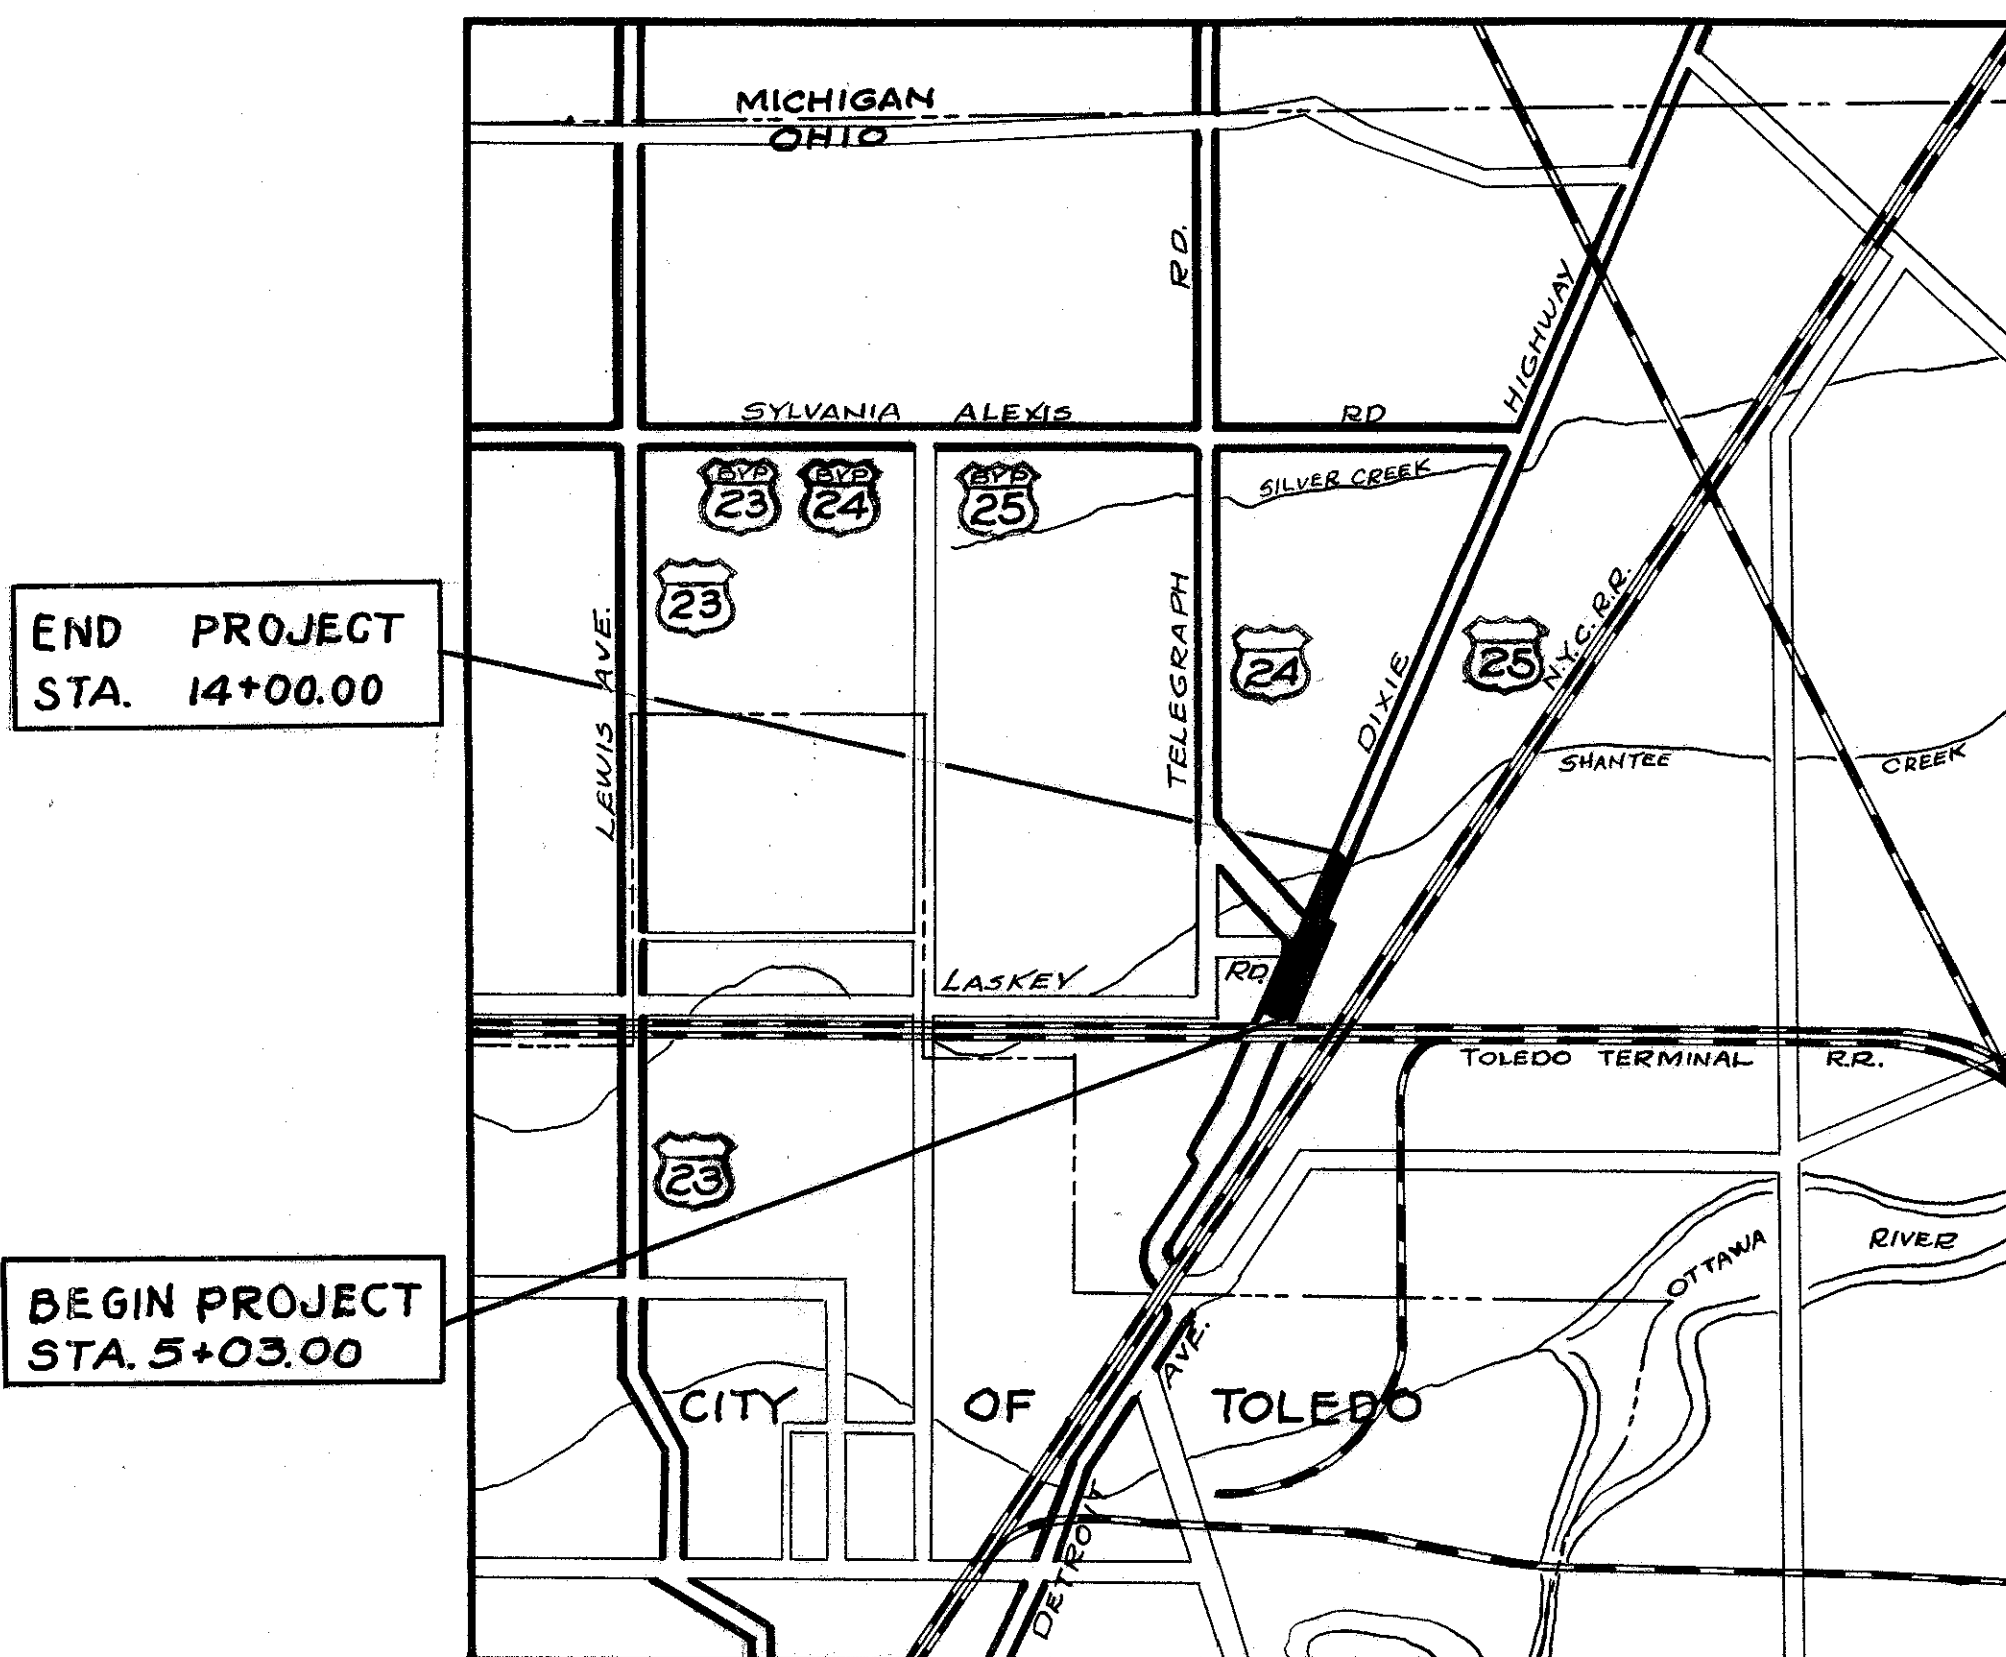 MICHIGAN
OHIO
RD.
HIGHWAY
SYLVANIA ALEXIS RD
BYP 23
BYP 24
BYP 25
SILVER CREEK
23
END PROJECT
STA. 14+00.00
LEWIS AVE.
TELEGRAPH
24
DIXIE
25
N.Y.C. R.R.
SHANTEE CREEK
LASKEY RD.
TOLEDO TERMINAL R.R.
23
BEGIN PROJECT
STA. 5+03.00
OTTAWA RIVER
CITY OF TOLEDO
DETROIT AVE.